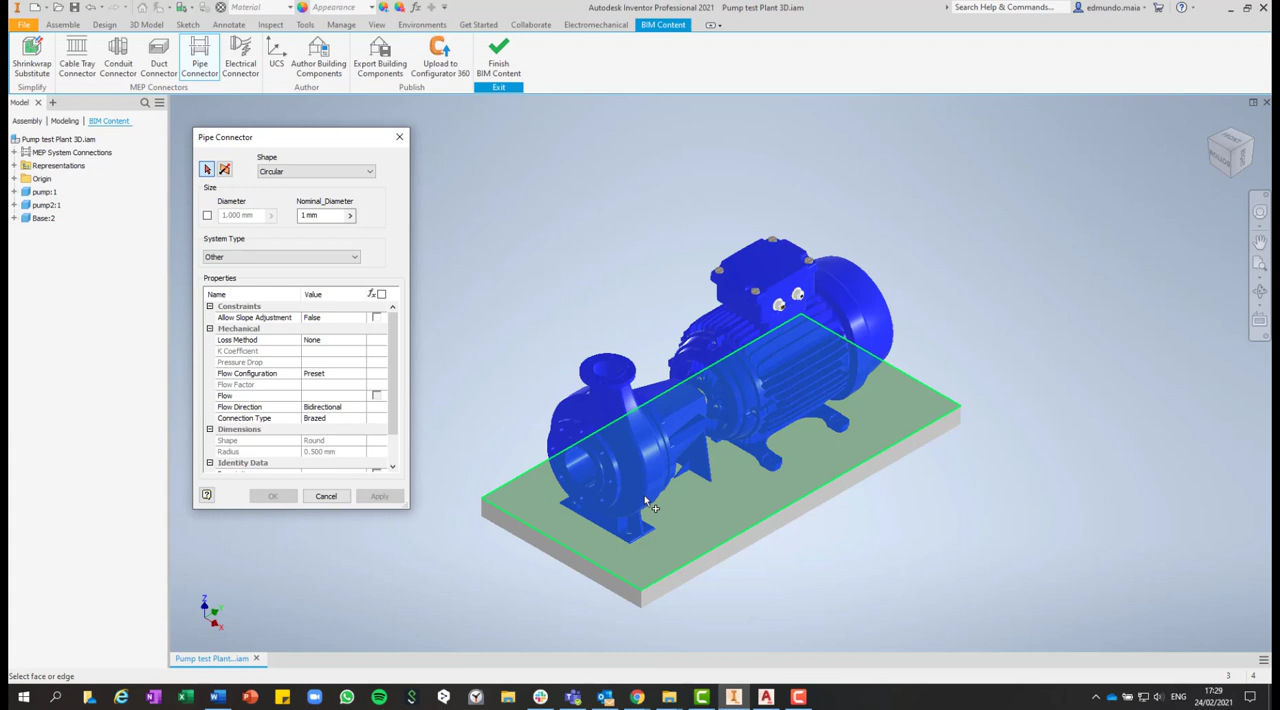 Material
Appearance
Autodesk Inventor Professional 2021 Pump test Plant 3D.iam
Search Help & Commands...
edmundo.maia
File Assembly Design 3D Model Sketch Annotate Inspect Tools Manage View Environments Get Started Collaborate Electromechanical BIM Content
Shrinkwrap Substitute
Cable Tray Connector
Conduit Connector
Duct Connector
Pipe Connector
Electrical Connector
UCS
Author Building Components
Export Building Components
Upload to Configurator 360
Finish BIM Content
Simplify MEP Connectors Author Publish Exit
Model
Assembly Modeling BIM Content
Pump test Plant 3D.iam
MEP System Connections
Representations
Origin
pump:1
pump2:1
Base:2
Pipe Connector
Shape
Circular
Size
Diameter Nominal_Diameter
1.000 mm 1 mm
System Type
Other
Properties
Name Value fx
Constraints
Allow Slope Adjustment False
Mechanical
Loss Method None
K Coefficient
Pressure Drop
Flow Configuration Preset
Flow Factor
Flow
Flow Direction Bidirectional
Connection Type Brazed
Dimensions
Shape Round
Radius 0.500 mm
Identity Data
OK Cancel Apply
FRONT
BOTTOM
Z
Y
X
Pump test Plant...iam
Select face or edge
3 4
ENG
17:29
24/02/2021